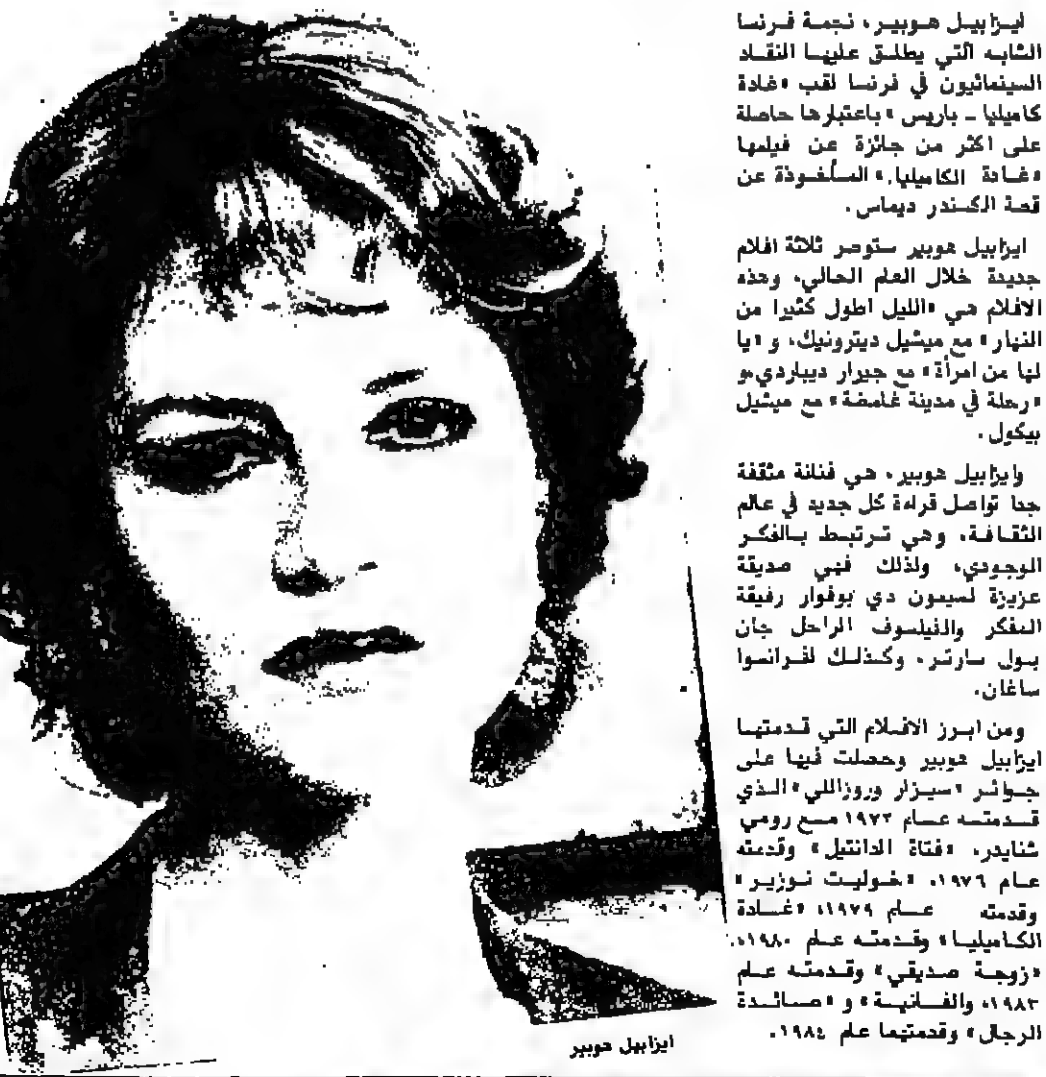 ايزابيل هوبير، نجمة فرنسا
الشابه التي يطلق عليها النقاد
السينمائيون في فرنسا لقب «غادة
كاميليا ـ باريس» باعتبارها حاصلة
على اكثر من جائزة عن فيلمها
«غادة الكاميليا» المأخوذة عن
قصة الكسندر ديماس.
ايزابيل هوبير ستوصر ثلاثة افلام
جديدة خلال العام الحالي، وهذه
الافلام هي «الليل اطول كثيرا من
النهار» مع ميشيل ديترونيك، و «يا
لها من امرأة» مع جيرار ديباردي،و
«رحلة في مدينة غامضة» مع ميشيل
بيكول.
وايزابيل هوبير، هي فنانة مثقفة
جدا تواصل قراءة كل جديد في عالم
الثقافة، وهي ترتبط بالفكر
الوجودي، ولذلك فهي صديقة
عزيزة لسيمون دي بوفوار رفيقة
المفكر والفيلسوف الراحل جان
بول سارتر، وكذلك لفرانسوا
ساغان.
ومن ابرز الافلام التي قدمتها
ايزابيل هوبير وحصلت فيها على
جوائز «سيزار وروزاللي» الذي
قدمته عام ١٩٧٢ مع رومي
شنايدر، «فتاة الدانتيل» وقدمته
عام ١٩٧٦، «خوليت نوزير»
وقدمته عام ١٩٧٩، «غادة
الكاميليا» وقدمته عام ١٩٨٠،
«زوجة صديقي» وقدمته عام
١٩٨٣، والغانية» و «صائدة
الرجال» وقدمتهما عام ١٩٨٤.
ايزابيل هوبير